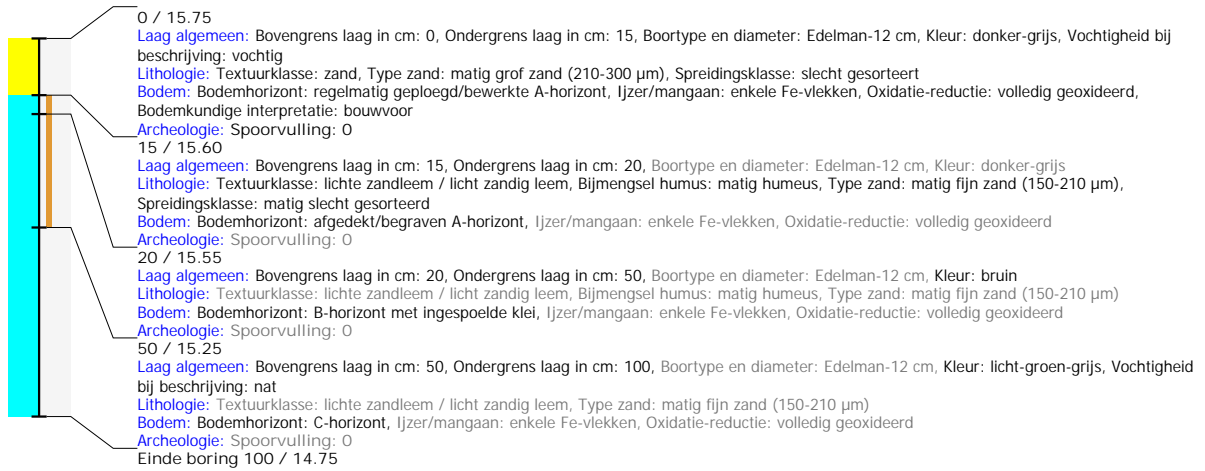 0 / 15.75
Laag algemeen: Bovengrens laag in cm: 0, Ondergrens laag in cm: 15, Boortype en diameter: Edelman-12 cm, Kleur: donker-grijs, Vochtigheid bij
beschrijving: vochtig
Lithologie: Textuurklasse: zand, Type zand: matig grof zand (210-300 µm), Spreidingsklasse: slecht gesorteert
Bodem: Bodemhorizont: regelmatig geploegd/bewerkte A-horizont, Ijzer/mangaan: enkele Fe-vlekken, Oxidatie-reductie: volledig geoxideerd,
Bodemkundige interpretatie: bouwvoor
Archeologie: Spoorvulling: 0
15 / 15.60
Laag algemeen: Bovengrens laag in cm: 15, Ondergrens laag in cm: 20, Boortype en diameter: Edelman-12 cm, Kleur: donker-grijs
Lithologie: Textuurklasse: lichte zandleem / licht zandig leem, Bijmengsel humus: matig humeus, Type zand: matig fijn zand (150-210 µm),
Spreidingsklasse: matig slecht gesorteerd
Bodem: Bodemhorizont: afgedekt/begraven A-horizont, Ijzer/mangaan: enkele Fe-vlekken, Oxidatie-reductie: volledig geoxideerd
Archeologie: Spoorvulling: 0
20 / 15.55
Laag algemeen: Bovengrens laag in cm: 20, Ondergrens laag in cm: 50, Boortype en diameter: Edelman-12 cm, Kleur: bruin
Lithologie: Textuurklasse: lichte zandleem / licht zandig leem, Bijmengsel humus: matig humeus, Type zand: matig fijn zand (150-210 µm)
Bodem: Bodemhorizont: B-horizont met ingespoelde klei, Ijzer/mangaan: enkele Fe-vlekken, Oxidatie-reductie: volledig geoxideerd
Archeologie: Spoorvulling: 0
50 / 15.25
Laag algemeen: Bovengrens laag in cm: 50, Ondergrens laag in cm: 100, Boortype en diameter: Edelman-12 cm, Kleur: licht-groen-grijs, Vochtigheid
bij beschrijving: nat
Lithologie: Textuurklasse: lichte zandleem / licht zandig leem, Type zand: matig fijn zand (150-210 µm)
Bodem: Bodemhorizont: C-horizont, Ijzer/mangaan: enkele Fe-vlekken, Oxidatie-reductie: volledig geoxideerd
Archeologie: Spoorvulling: 0
Einde boring 100 / 14.75